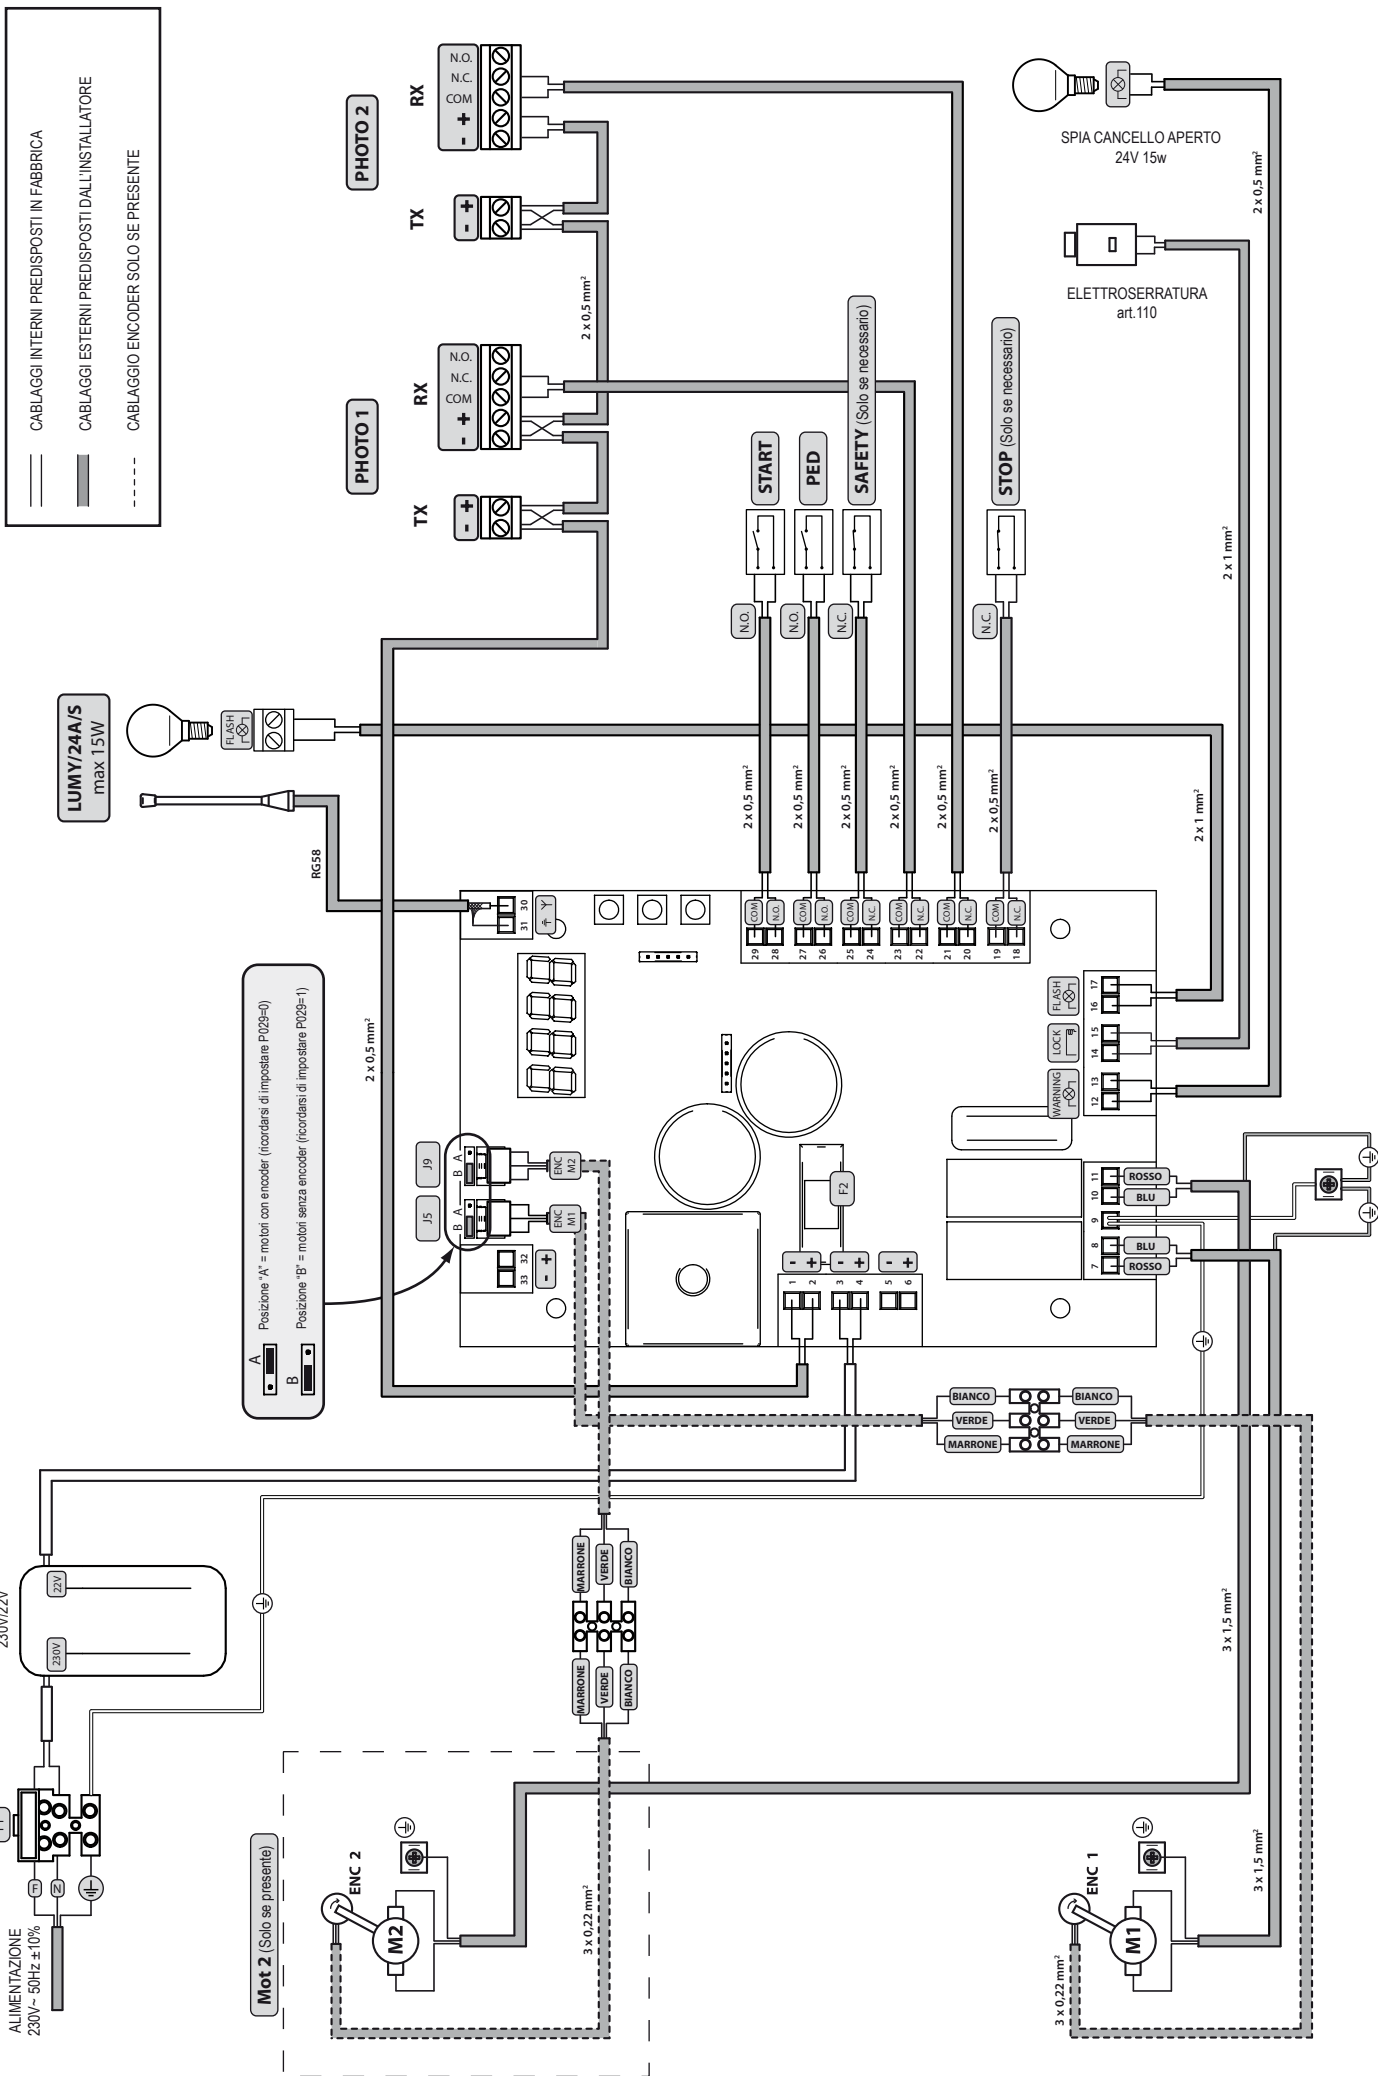 CABLAGGI INTERNI PREDISPOSTI IN FABBRICA
CABLAGGI ESTERNI PREDISPOSTI DALL'INSTALLATORE
CABLAGGIO ENCODER SOLO SE PRESENTE
PHOTO 2
RX
N.O.
N.C.
COM
+
-
TX
- +
PHOTO 1
RX
N.O.
N.C.
COM
+
-
TX
- +
2 x 0,5 mm²
SPIA CANCELLO APERTO
24V 15w
2 x 0,5 mm²
ELETTROSERRATURA
art.110
2 x 1 mm²
START
PED
SAFETY (Solo se necessario)
STOP (Solo se necessario)
N.O.
N.O.
N.C.
N.C.
LUMY/24A/S
max 15W
FLASH
RG58
2 x 0,5 mm²
2 x 0,5 mm²
2 x 0,5 mm²
2 x 0,5 mm²
2 x 0,5 mm²
2 x 0,5 mm²
2 x 1 mm²
31 30
COM N.O.
29 28
COM N.O.
27 26
COM N.C.
25 24
COM N.C.
23 22
COM N.C.
21 20
COM N.C.
19 18
Posizione "A" = motori con encoder (ricordarsi di impostare P029=0)
Posizione "B" = motori senza encoder (ricordarsi di impostare P029=1)
A
B
2 x 0,5 mm²
J9
J5
B A
B A
ENC
M2
ENC
M1
33 32
- +
F2
- +
- +
- +
1 2 3 4 5 6
FLASH
16 17
LOCK
14 15
WARNING
12 13
11 ROSSO
10 BLU
9
8 BLU
7 ROSSO
BIANCO BIANCO
VERDE VERDE
MARRONE MARRONE
230V/22V
22V
230V
MARRONE
VERDE
BIANCO
MARRONE
VERDE
BIANCO
3 x 1,5 mm²
F
N
ALIMENTAZIONE
230V~ 50Hz ±10%
Mot 2 (Solo se presente)
ENC 2
M2
3 x 0,22 mm²
ENC 1
M1
3 x 0,22 mm²
3 x 1,5 mm²